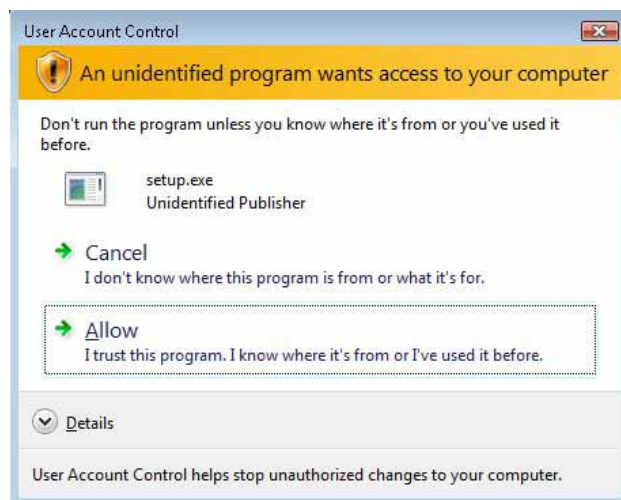 User Account Control
An unidentified program wants access to your computer
Don't run the program unless you know where it's from or you've used it
before.
setup.exe
Unidentified Publisher
Cancel
I don't know where this program is from or what it's for.
Allow
I trust this program. I know where it's from or I've used it before.
Details
User Account Control helps stop unauthorized changes to your computer.